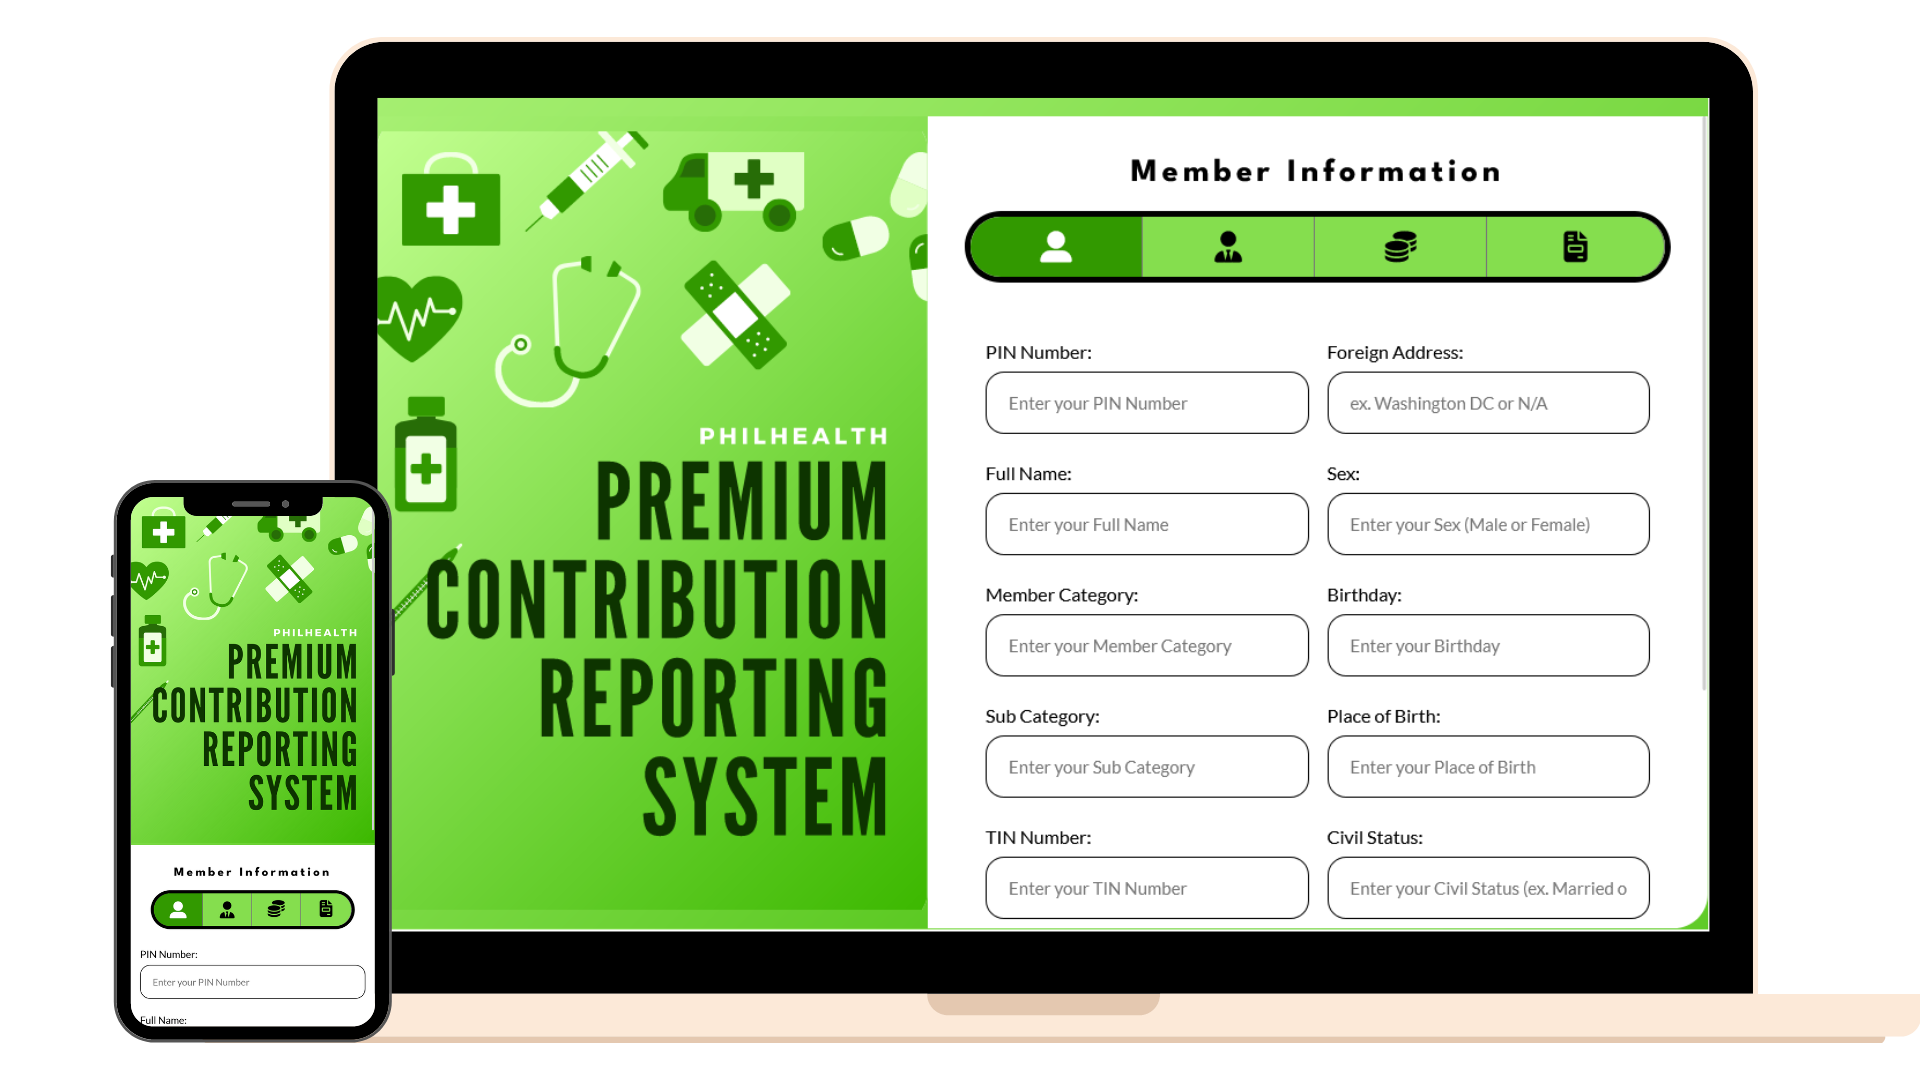 PHILHEALTH
PREMIUM
CONTRIBUTION
REPORTING
SYSTEM
Member Information
PIN Number:
Enter your PIN Number
Foreign Address:
ex. Washington DC or N/A
Full Name:
Enter your Full Name
Sex:
Enter your Sex (Male or Female)
Member Category:
Enter your Member Category
Birthday:
Enter your Birthday
Sub Category:
Enter your Sub Category
Place of Birth:
Enter your Place of Birth
TIN Number:
Enter your TIN Number
Civil Status:
Enter your Civil Status (ex. Married o
PHILHEALTH
PREMIUM
CONTRIBUTION
REPORTING
SYSTEM
Member Information
PIN Number:
Enter your PIN Number
Full Name: